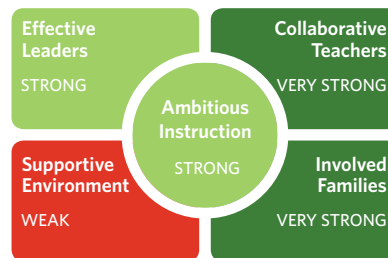 Effective
Leaders
STRONG
Collaborative
Teachers
VERY STRONG
Ambitious
Instruction
STRONG
Supportive
Environment
WEAK
Involved
Families
VERY STRONG